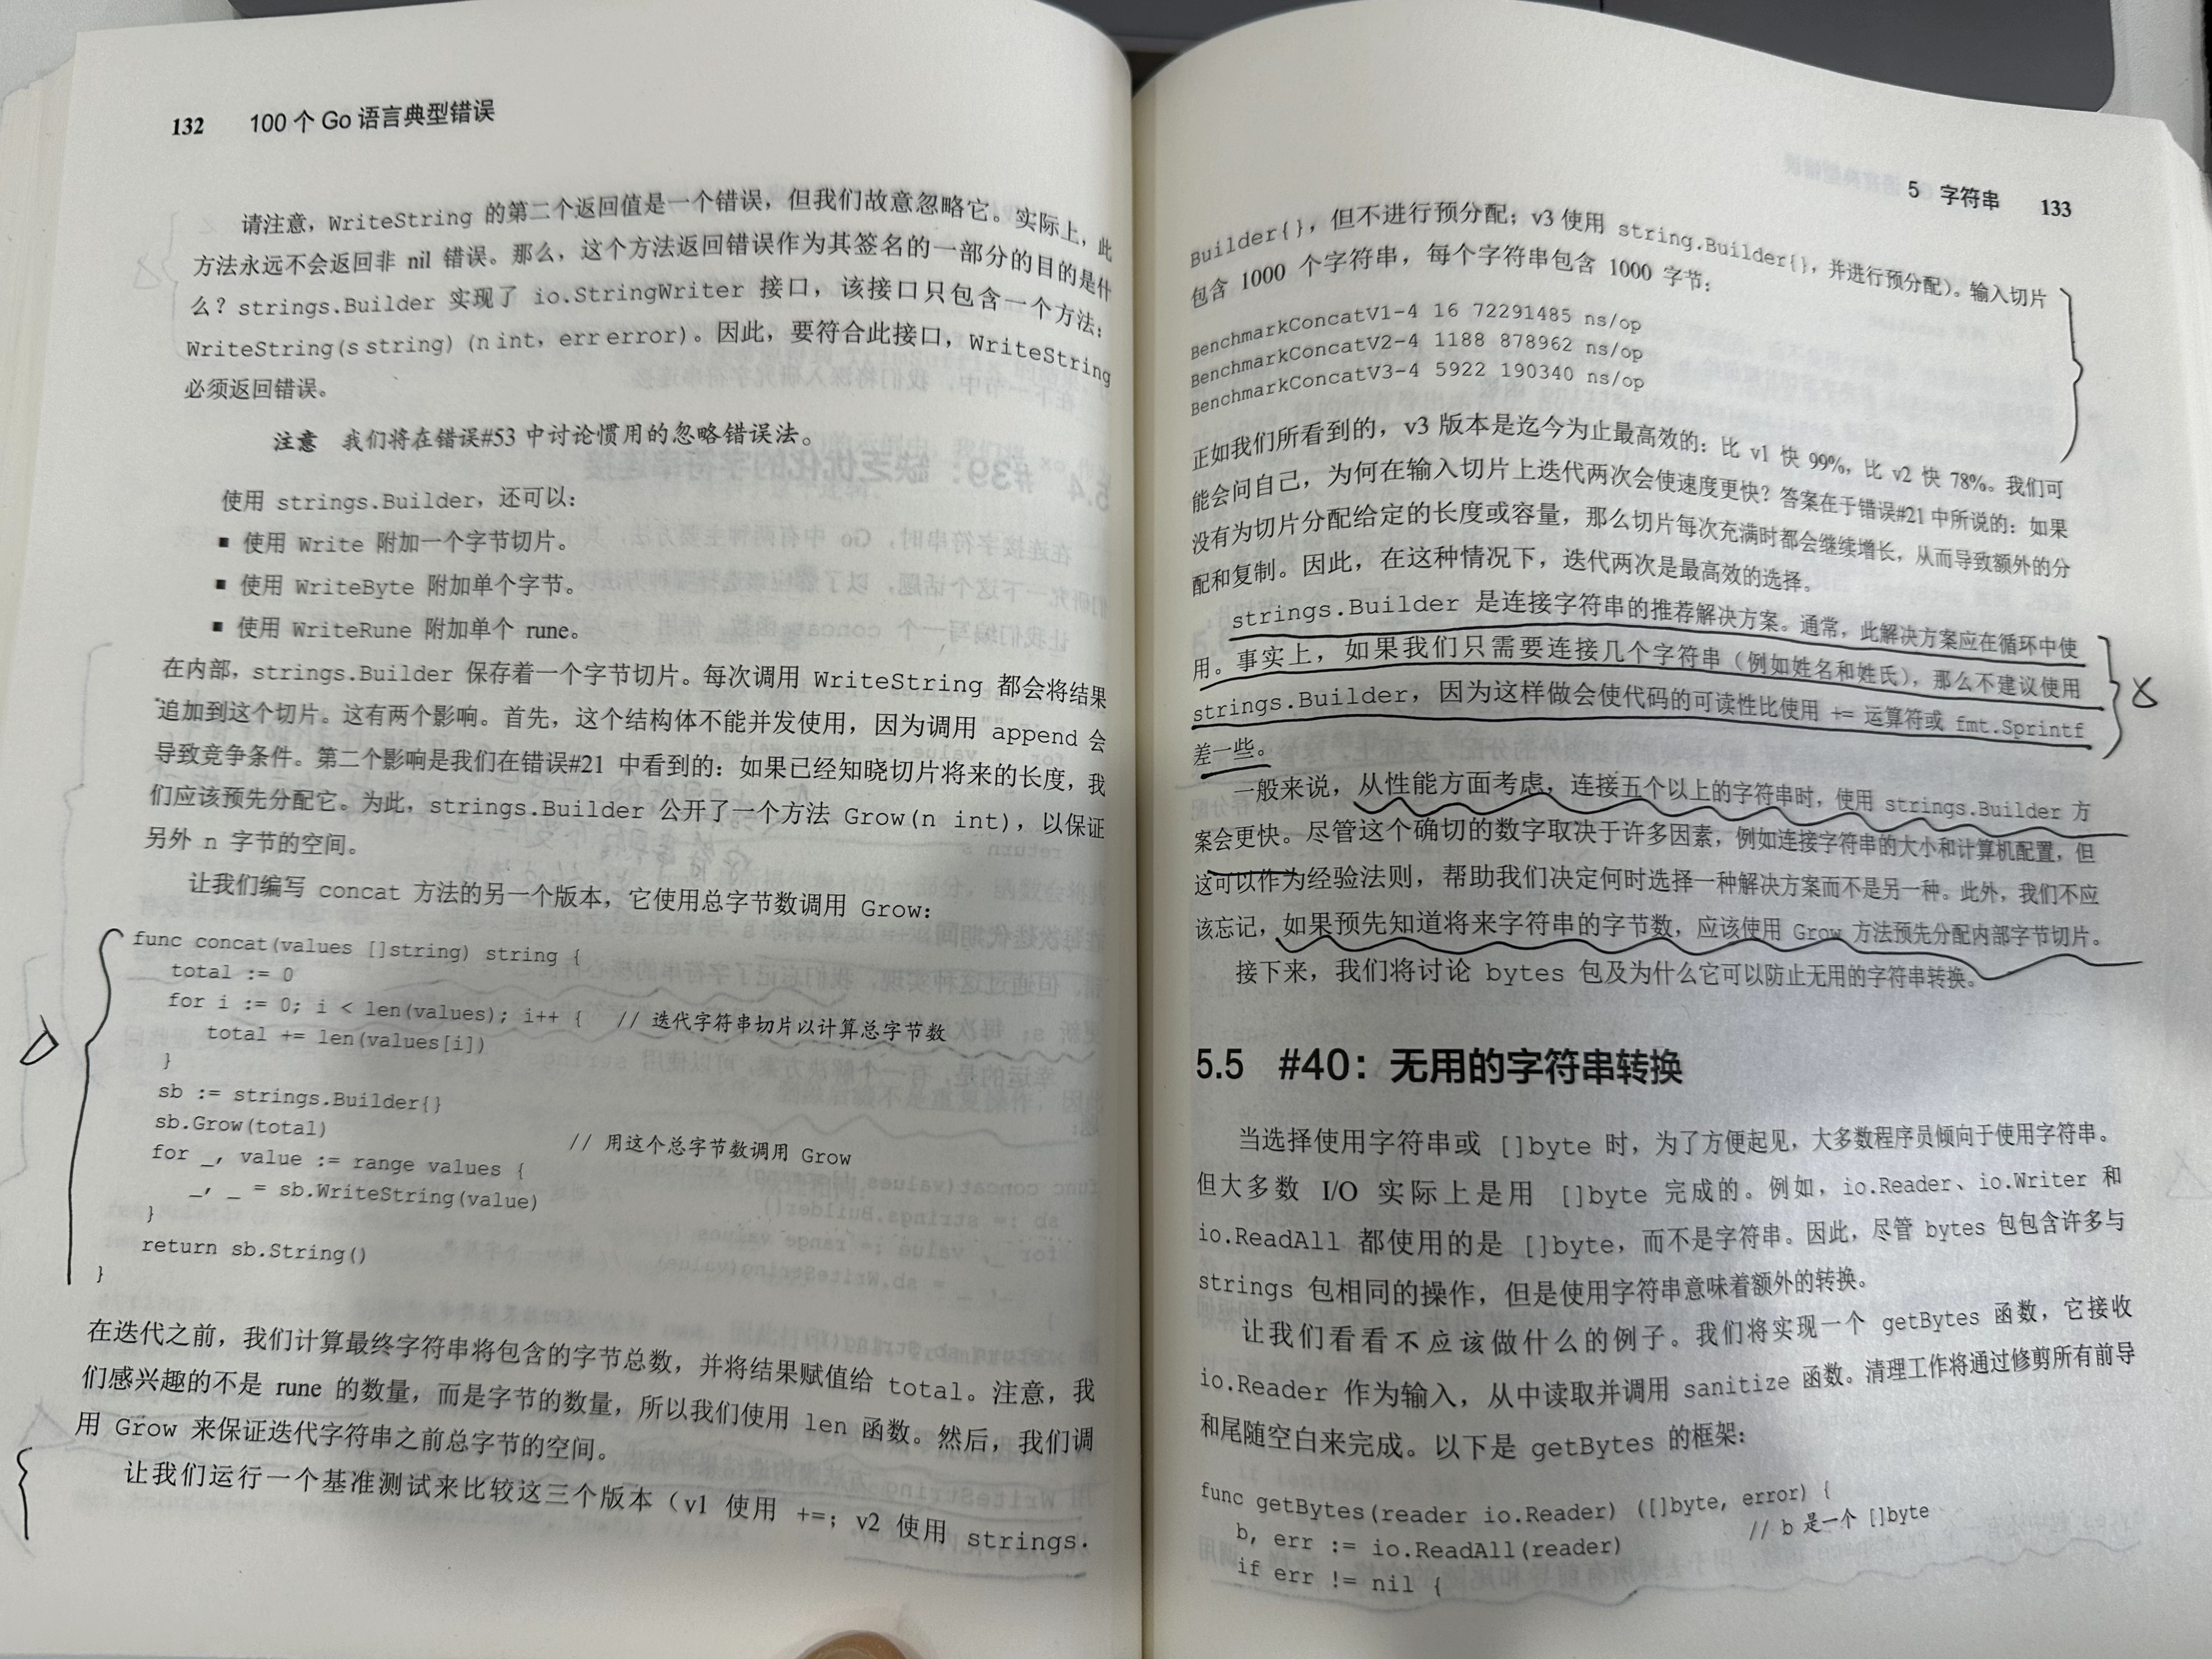 132 100 个 Go 语言典型错误
请注意，WriteString 的第二个返回值是一个错误，但我们故意忽略它。实际上，此
方法永远不会返回非 nil 错误。那么，这个方法返回错误作为其签名的一部分的目的是什
么？strings.Builder 实现了 io.StringWriter 接口，该接口只包含一个方法：
WriteString(s string) (n int, err error)。因此，要符合此接口，WriteString
必须返回错误。
注意 我们将在错误#53 中讨论惯用的忽略错误法。
使用 strings.Builder，还可以：
■ 使用 Write 附加一个字节切片。
■ 使用 WriteByte 附加单个字节。
■ 使用 WriteRune 附加单个 rune。
在内部，strings.Builder 保存着一个字节切片。每次调用 WriteString 都会将结果
追加到这个切片。这有两个影响。首先，这个结构体不能并发使用，因为调用 append 会
导致竞争条件。第二个影响是我们在错误#21 中看到的：如果已经知晓切片将来的长度，我
们应该预先分配它。为此，strings.Builder 公开了一个方法 Grow(n int)，以保证
另外 n 字节的空间。
让我们编写 concat 方法的另一个版本，它使用总字节数调用 Grow：
func concat(values []string) string {
total := 0
for i := 0; i < len(values); i++ { // 迭代字符串切片以计算总字节数
total += len(values[i])
}
sb := strings.Builder{}
sb.Grow(total) // 用这个总字节数调用 Grow
for _, value := range values {
_, _ = sb.WriteString(value)
}
return sb.String()
}
在迭代之前，我们计算最终字符串将包含的字节总数，并将结果赋值给 total。注意，我
们感兴趣的不是 rune 的数量，而是字节的数量，所以我们使用 len 函数。然后，我们调
用 Grow 来保证迭代字符串之前总字节的空间。
让我们运行一个基准测试来比较这三个版本（v1 使用 +=；v2 使用 strings.
5 字符串 133
Builder{}，但不进行预分配；v3 使用 string.Builder{}，并进行预分配）。输入切片
包含 1000 个字符串，每个字符串包含 1000 字节：
BenchmarkConcatV1-4 16 72291485 ns/op
BenchmarkConcatV2-4 1188 878962 ns/op
BenchmarkConcatV3-4 5922 190340 ns/op
正如我们所看到的，v3 版本是迄今为止最高效的：比 v1 快 99%，比 v2 快 78%。我们可
能会问自己，为何在输入切片上迭代两次会使速度更快？答案在于错误#21 中所说的：如果
没有为切片分配给定的长度或容量，那么切片每次充满时都会继续增长，从而导致额外的分
配和复制。因此，在这种情况下，迭代两次是最高效的选择。
strings.Builder 是连接字符串的推荐解决方案。通常，此解决方案应在循环中使
用。事实上，如果我们只需要连接几个字符串（例如姓名和姓氏），那么不建议使用
strings.Builder，因为这样做会使代码的可读性比使用 += 运算符或 fmt.Sprintf
差一些。
一般来说，从性能方面考虑，连接五个以上的字符串时，使用 strings.Builder 方
案会更快。尽管这个确切的数字取决于许多因素，例如连接字符串的大小和计算机配置，但
这可以作为经验法则，帮助我们决定何时选择一种解决方案而不是另一种。此外，我们不应
该忘记，如果预先知道将来字符串的字节数，应该使用 Grow 方法预先分配内部字节切片。
接下来，我们将讨论 bytes 包及为什么它可以防止无用的字符串转换。
5.5 #40：无用的字符串转换
当选择使用字符串或 []byte 时，为了方便起见，大多数程序员倾向于使用字符串。
但大多数 I/O 实际上是用 []byte 完成的。例如，io.Reader、io.Writer 和
io.ReadAll 都使用的是 []byte，而不是字符串。因此，尽管 bytes 包包含许多与
strings 包相同的操作，但是使用字符串意味着额外的转换。
让我们看看不应该做什么的例子。我们将实现一个 getBytes 函数，它接收
io.Reader 作为输入，从中读取并调用 sanitize 函数。清理工作将通过修剪所有前导
和尾随空白来完成。以下是 getBytes 的框架：
func getBytes(reader io.Reader) ([]byte, error) {
b, err := io.ReadAll(reader) // b 是一个 []byte
if err != nil {